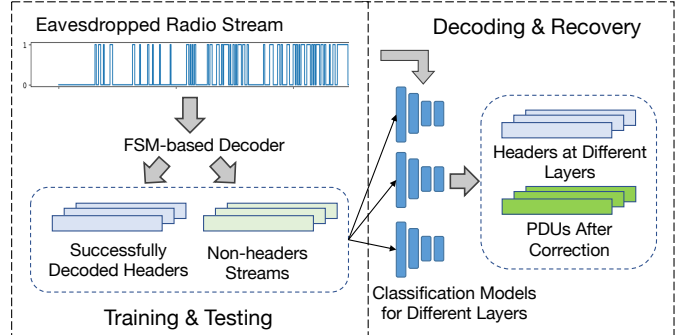 Eavesdropped Radio Stream
1
0
FSM-based Decoder
Successfully
Decoded Headers
Non-headers
Streams
Training & Testing
Decoding & Recovery
Classification Models
for Different Layers
Headers at Different
Layers
PDUs After
Correction